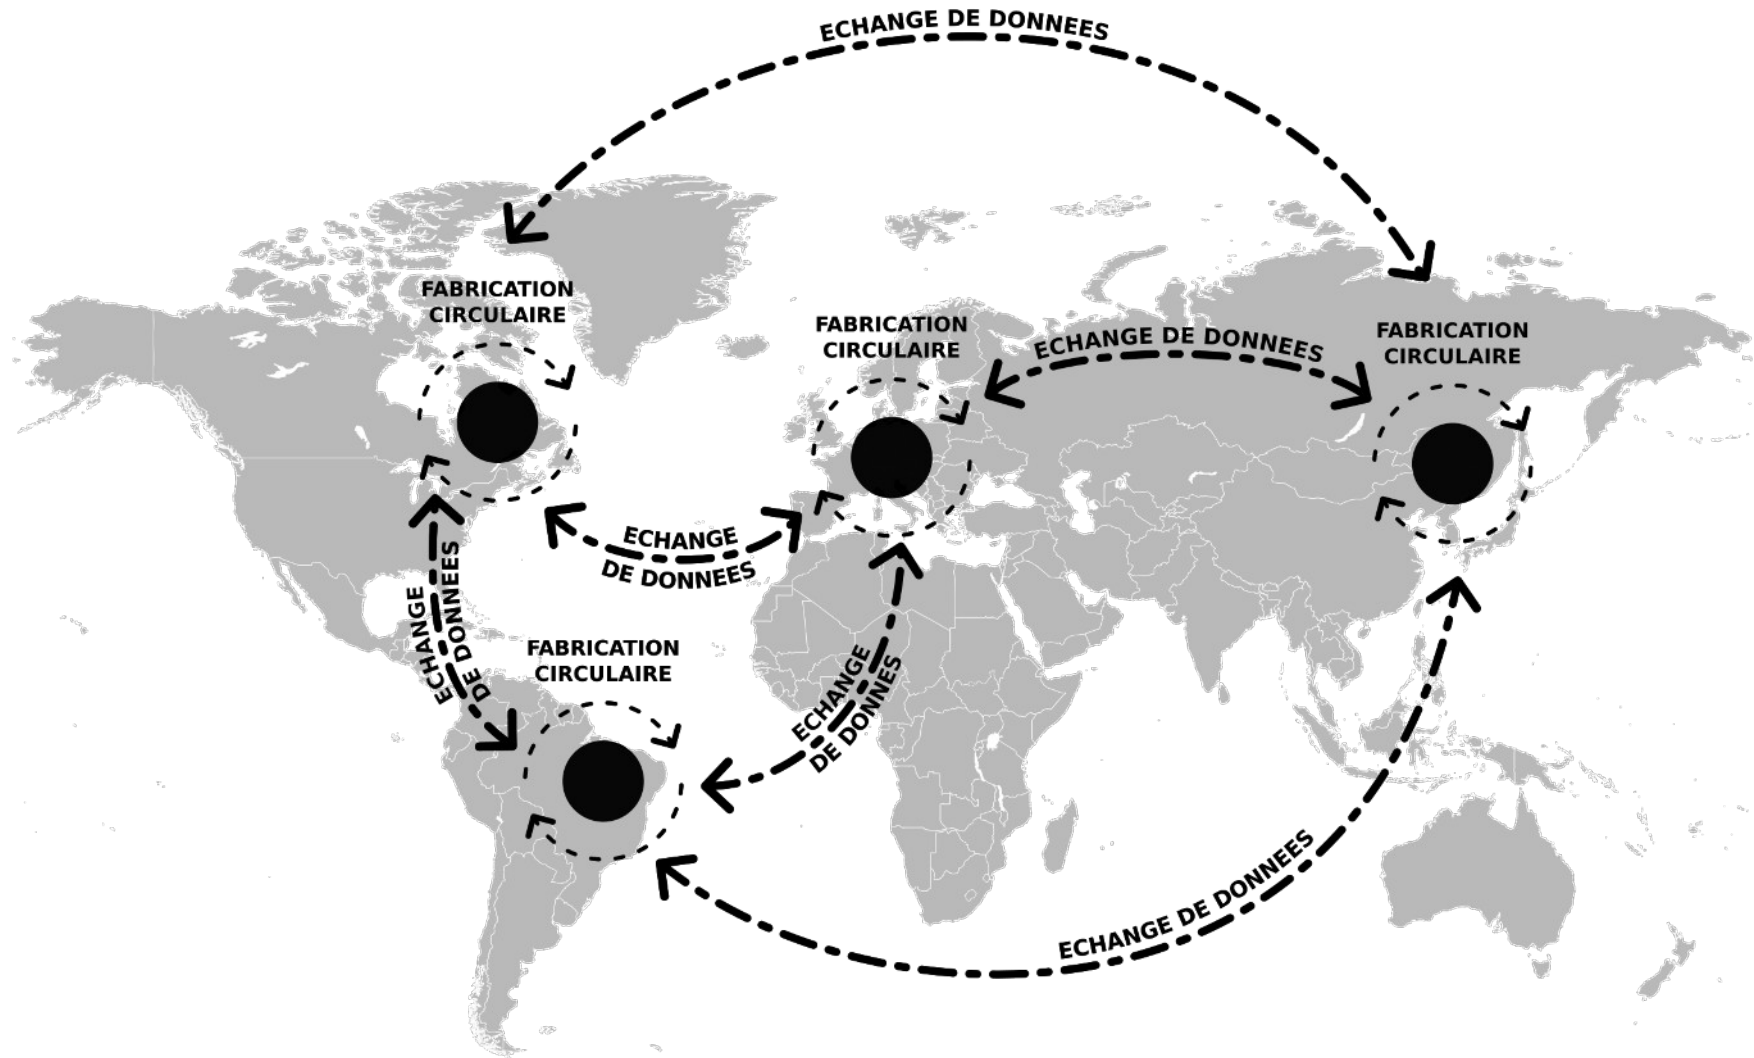 ECHANGE DE DONNEES
FABRICATION
CIRCULAIRE
FABRICATION
CIRCULAIRE
ECHANGE DE DONNEES
FABRICATION
CIRCULAIRE
ECHANGE
DE DONNEES
ECHANGE
DE DONNEES
FABRICATION
CIRCULAIRE
ECHANGE
DE DONNES
ECHANGE DE DONNEES